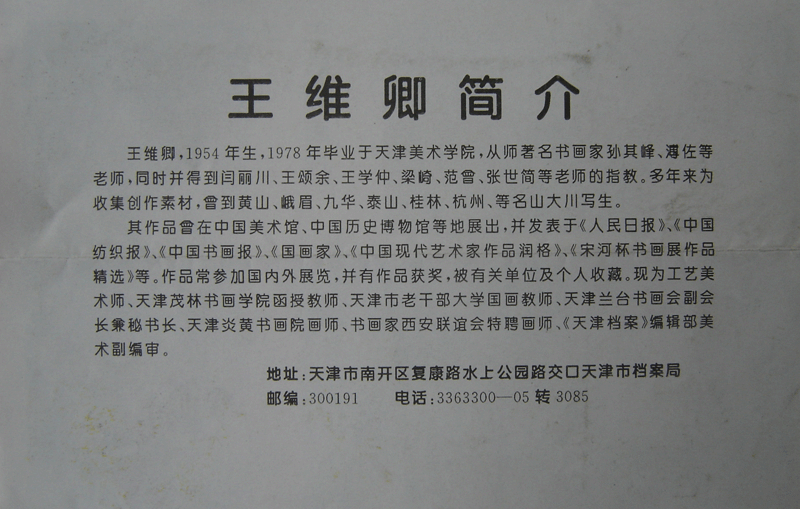 王维卿简介
王维卿,1954年生,1978年毕业于天津美术学院,从师著名书画家孙其峰、溥佐等
老师,同时并得到闫丽川、王颂余、王学仲、梁崎、范曾、张世简等老师的指教。多年来为
收集创作素材,曾到黄山、峨眉、九华、泰山、桂林、杭州、等名山大川写生。
其作品曾在中国美术馆、中国历史博物馆等地展出,并发表于《人民日报》、《中国
纺织报》、《中国书画报》、《国画家》、《中国现代艺术家作品润格》、《宋河杯书画展作品
精选》等。作品常参加国内外展览,并有作品获奖,被有关单位及个人收藏。现为工艺美
术师、天津茂林书画学院函授教师、天津市老干部大学国画教师、天津兰台书画会副会
长兼秘书长、天津炎黄书画院画师、书画家西安联谊会特聘画师、《天津档案》编辑部美
术副编审。
地址:天津市南开区复康路水上公园路交口天津市档案局
邮编:300191 电话:3363300—05转3085